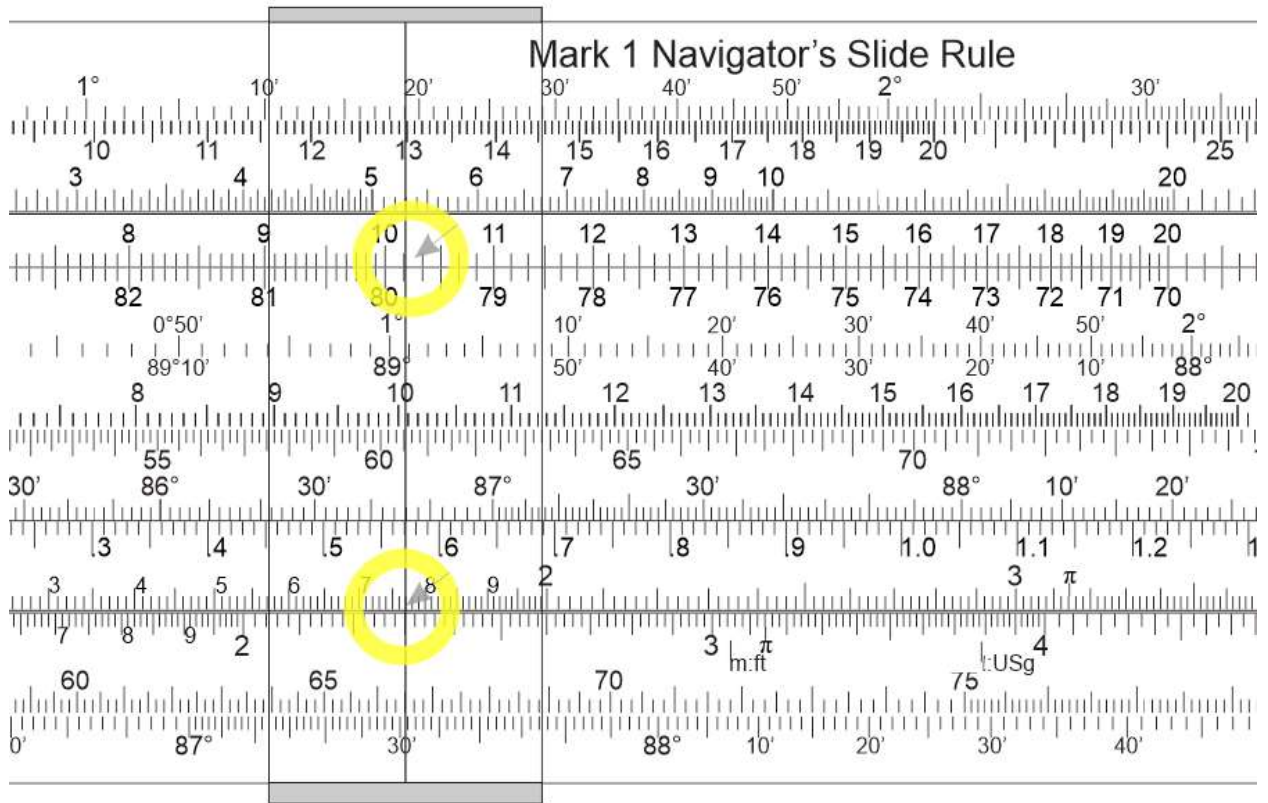 Mark 1 Navigator's Slide Rule
1° 10' 20' 30' 40' 50' 2° 30'
10 11 12 13 14 15 16 17 18 19 20 25
3 4 5 6 7 8 9 10 20
8 9 10 11 12 13 14 15 16 17 18 19 20
82 81 80 79 78 77 76 75 74 73 72 71 70
0°50' 1° 10' 20' 30' 40' 50' 2°
89°10' 89° 50' 40' 30' 20' 10' 88°
8 9 10 11 12 13 14 15 16 17 18 19 20
55 60 65 70
30' 86° 30' 87° 30' 88° 10' 20'
.3 .4 .5 .6 .7 .8 .9 1.0 1.1 1.2
3 4 5 6 7 8 9 2 3 π
7 8 9 2 3 π 4
m:ft :USg
60 65 70 75
0' 87° 30' 88° 10' 20' 30' 40'